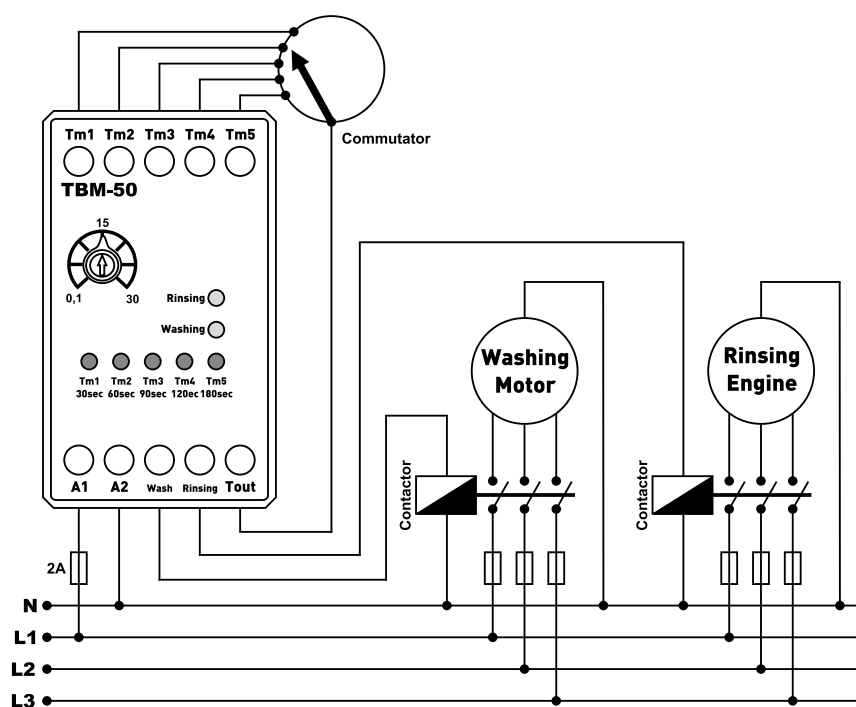 Commutator
Tm1 Tm2 Tm3 Tm4 Tm5
TBM-50
15
0,1 30
Rinsing
Washing
Tm1 Tm2 Tm3 Tm4 Tm5
30sec 60sec 90sec 120ec 180sec
A1 A2 Wash Rinsing Tout
Washing
Motor
Rinsing
Engine
Contactor
Contactor
2A
N
L1
L2
L3